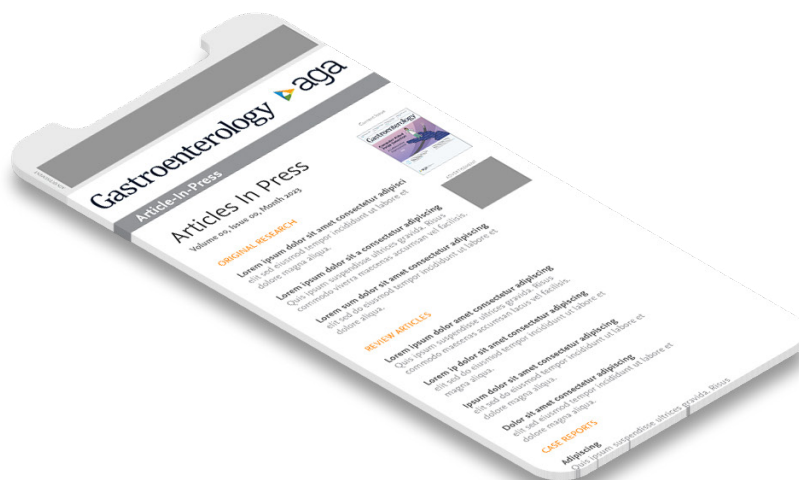 Gastroenterology aga
Article-In-Press
Articles In Press
Volume 00, Issue 00, Month 2023
Gastroenterology
ORIGINAL RESEARCH
Lorem ipsum dolor sit amet consectetur adipisci
elit sed eiusmod tempor incididunt ut labore et
dolore magna aliqua.
Lorem ipsum dolor sit a consectetur adipiscing
Quis ipsum suspendisse ultrices gravida. Risus
commodo viverra maecenas accumsan vel facilisis.
Lorem sum dolor sit amet consectetur adipiscing
elit sed do eiusmod tempor incididunt ut labore et
dolore aliqua.
REVIEW ARTICLES
Lorem ipsum dolor amet consectetur adipiscing
Quis ipsum suspendisse ultrices gravida. Risus
commodo maecenas accumsan lacus vel facilisis.
Lorem ip dolor sit amet consectetur adipiscing
elit sed do eiusmod tempor incididunt ut labore et
magna aliqua.
Ipsum dolor sit amet consectetur adipiscing
elit sed do eiusmod tempor incididunt ut labore et
dolore magna aliqua.
Dolor sit amet consectetur adipiscing
elit sed do eiusmod tempor incididunt ut labore et
dolore magna aliqua.
CASE REPORTS
Adipiscing
Quis ipsum suspendisse ultrices gravida. Risus